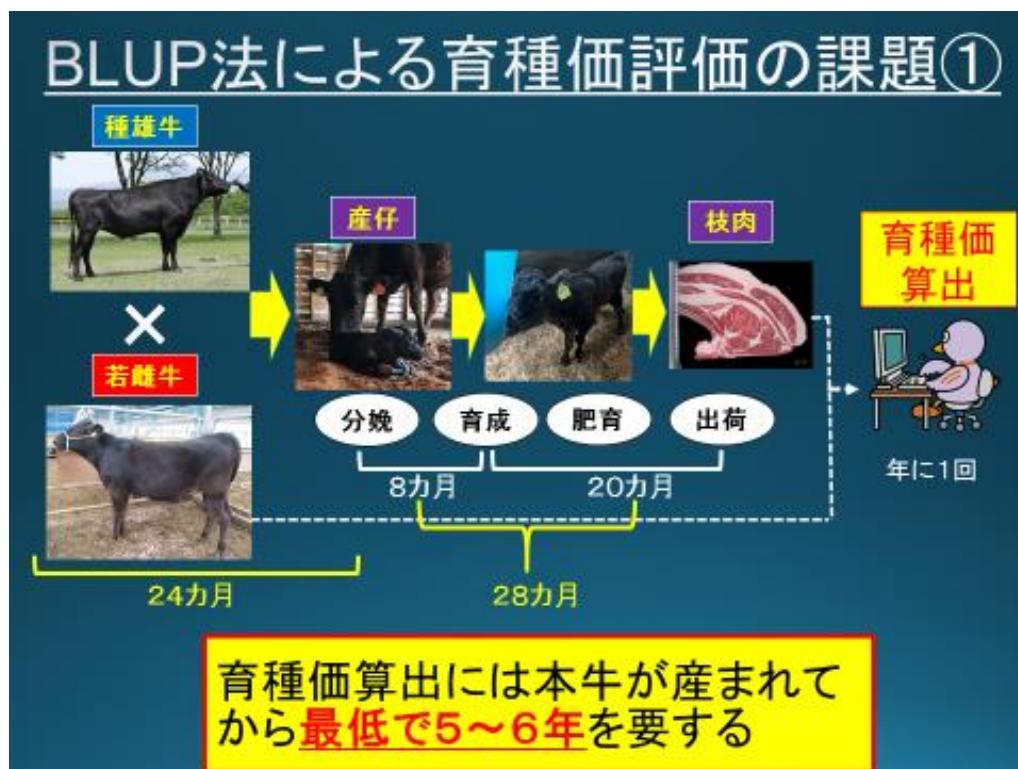 BLUP法による育種価評価の課題①
種雄牛
×
若雌牛
産仔
枝肉
育種価
算出
分娩
育成
肥育
出荷
8カ月
20カ月
年に1回
24カ月
28カ月
育種価算出には本牛が産まれて
から最低で5～6年を要する